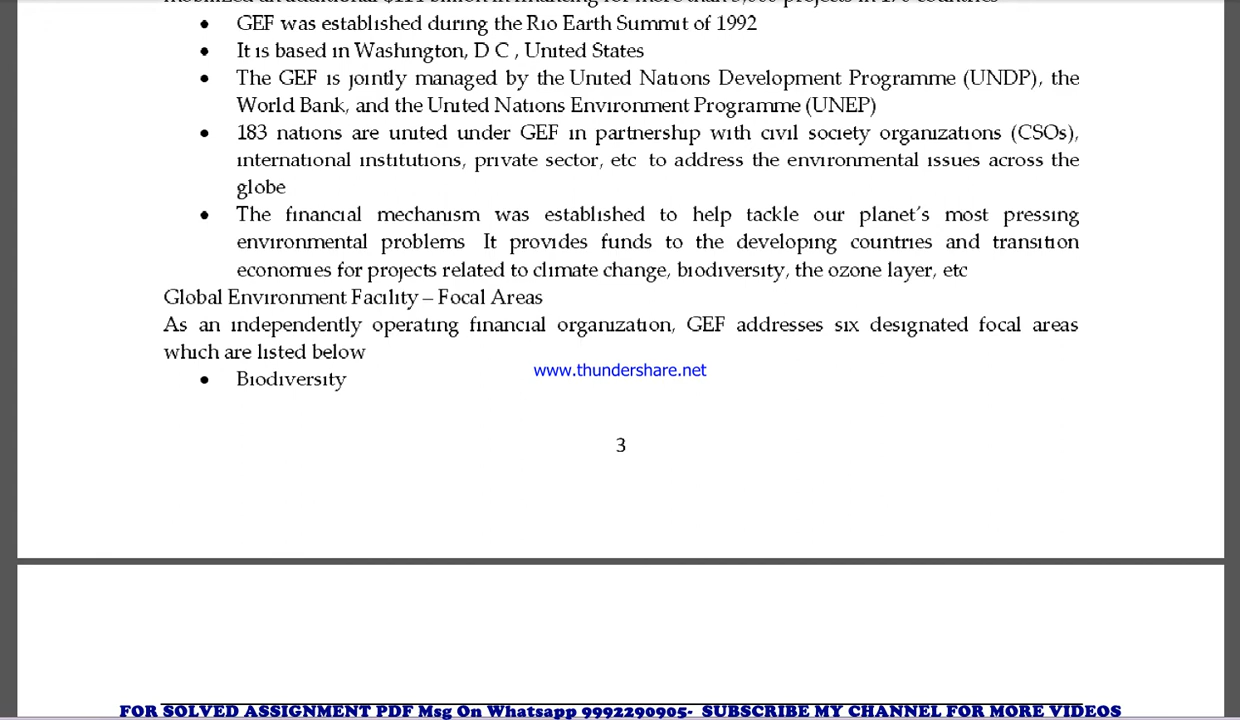 GEF was established during the Rio Earth Summit of 1992
It is based in Washington, D C , United States
The GEF is jointly managed by the United Nations Development Programme (UNDP), the
World Bank, and the United Nations Environment Programme (UNEP)
183 nations are united under GEF in partnership with civil society organizations (CSOs),
international institutions, private sector, etc to address the environmental issues across the
globe
The financial mechanism was established to help tackle our planet's most pressing
environmental problems It provides funds to the developing countries and transition
economies for projects related to climate change, biodiversity, the ozone layer, etc
Global Environment Facility – Focal Areas
As an independently operating financial organization, GEF addresses six designated focal areas
which are listed below
Biodiversity
www.thundershare.net
3
FOR SOLVED ASSIGNMENT PDF Msg On Whatsapp 9992290905- SUBSCRIBE MY CHANNEL FOR MORE VIDEOS